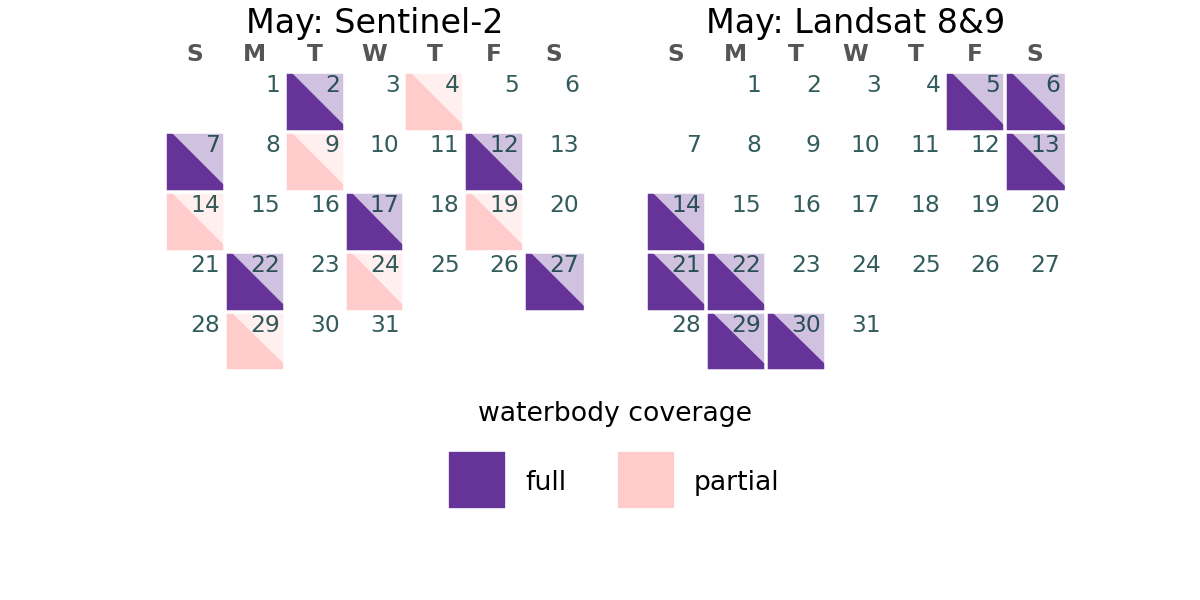 May: Sentinel-2
S M T W T F S
1 2 3 4 5 6
7 8 9 10 11 12 13
14 15 16 17 18 19 20
21 22 23 24 25 26 27
28 29 30 31
May: Landsat 8&9
S M T W T F S
1 2 3 4 5 6
7 8 9 10 11 12 13
14 15 16 17 18 19 20
21 22 23 24 25 26 27
28 29 30 31
waterbody coverage
full partial